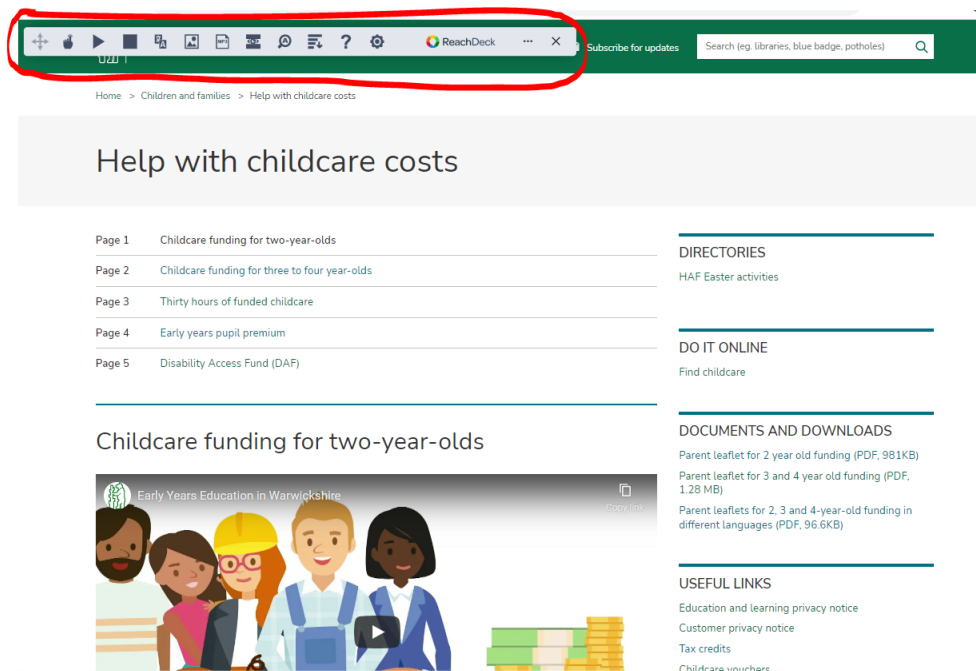 ReachDeck
Subscribe for updates
Search (eg. libraries, blue badge, potholes)
Home > Children and families > Help with childcare costs
Help with childcare costs
Page 1 Childcare funding for two-year-olds
Page 2 Childcare funding for three to four year-olds
Page 3 Thirty hours of funded childcare
Page 4 Early years pupil premium
Page 5 Disability Access Fund (DAF)
Childcare funding for two-year-olds
Early Years Education in Warwickshire
Copy link
DIRECTORIES
HAF Easter activities
DO IT ONLINE
Find childcare
DOCUMENTS AND DOWNLOADS
Parent leaflet for 2 year old funding (PDF, 981KB)
Parent leaflet for 3 and 4 year old funding (PDF,
1.28 MB)
Parent leaflets for 2, 3 and 4-year-old funding in
different languages (PDF, 96.6KB)
USEFUL LINKS
Education and learning privacy notice
Customer privacy notice
Tax credits
Childcare vouchers